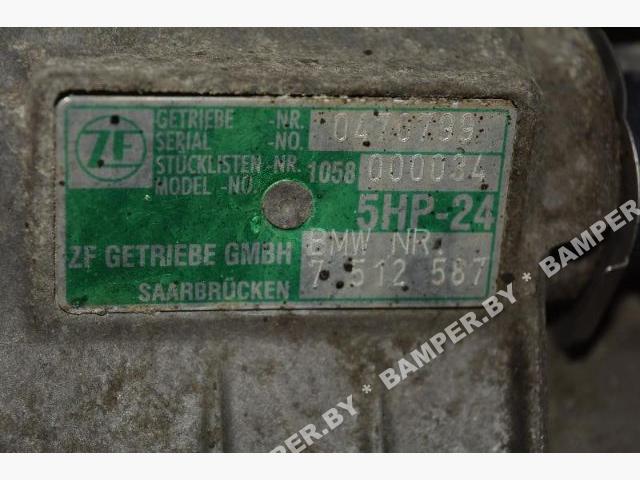 ZF
GETRIEBE -NR.
SERIAL -NO.
STÜCKLISTEN-NR. 1058 000034
MODEL -NO.
5HP-24
ZF GETRIEBE GMBH BMW NR.
SAARBRÜCKEN 7 512 587
BAMPER.BY * BAMPER.BY * BAMPER.BY